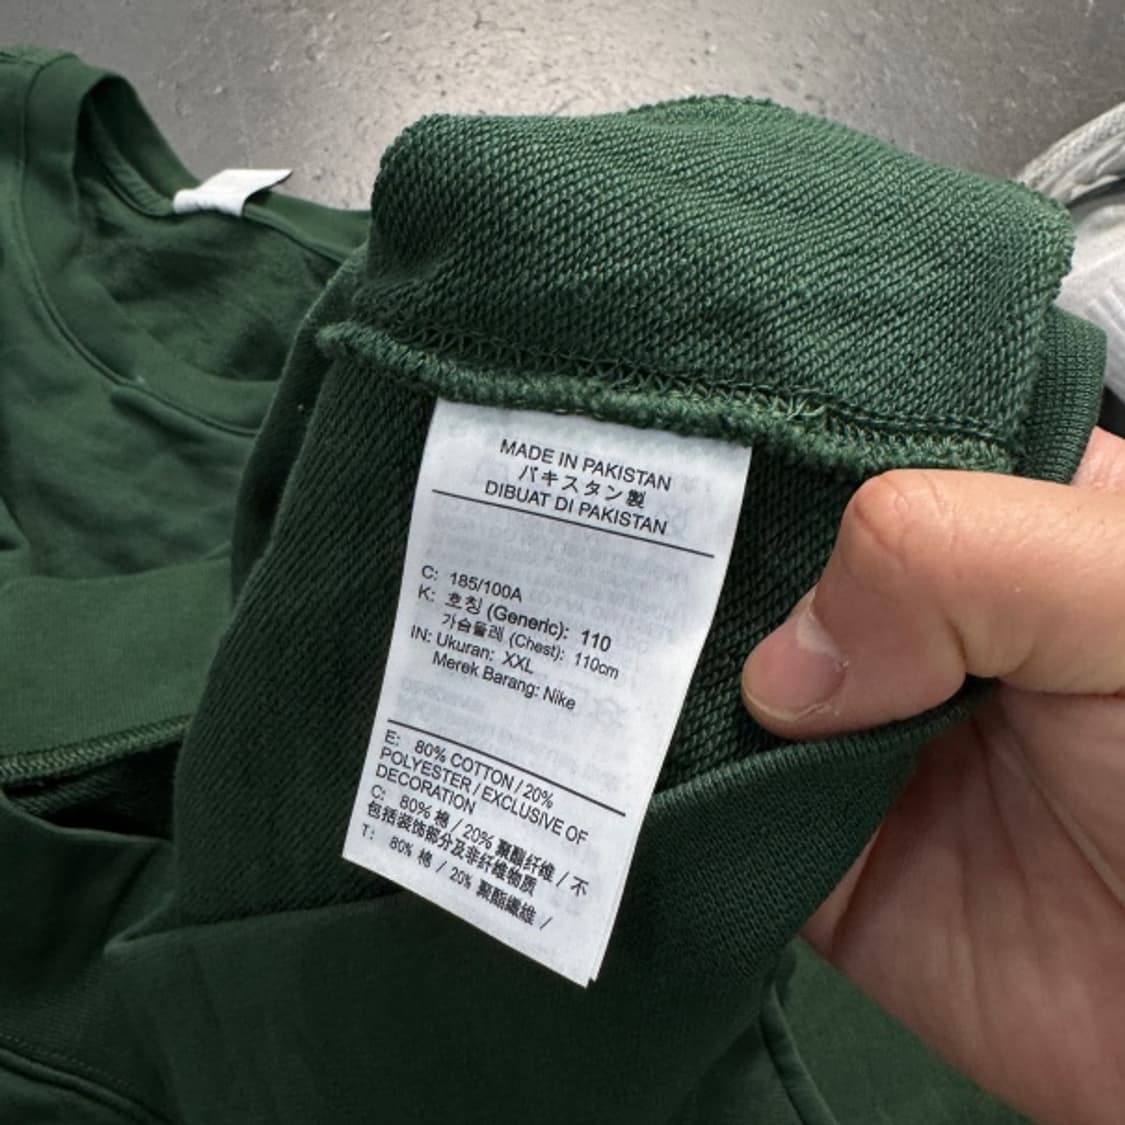 MADE IN PAKISTAN
パキスタン製
DIBUAT DI PAKISTAN
C: 185/100A
K: 호칭 (Generic): 110
가슴둘레 (Chest): 110cm
IN: Ukuran: XXL
Merek Barang: Nike
E: 80% COTTON / 20%
POLYESTER / EXCLUSIVE OF
DECORATION
C: 80% 棉 / 20% 聚酯纤维 / 不
包括装饰部分及非纤维物质
T: 80% 棉 / 20% 聚酯纖維 /